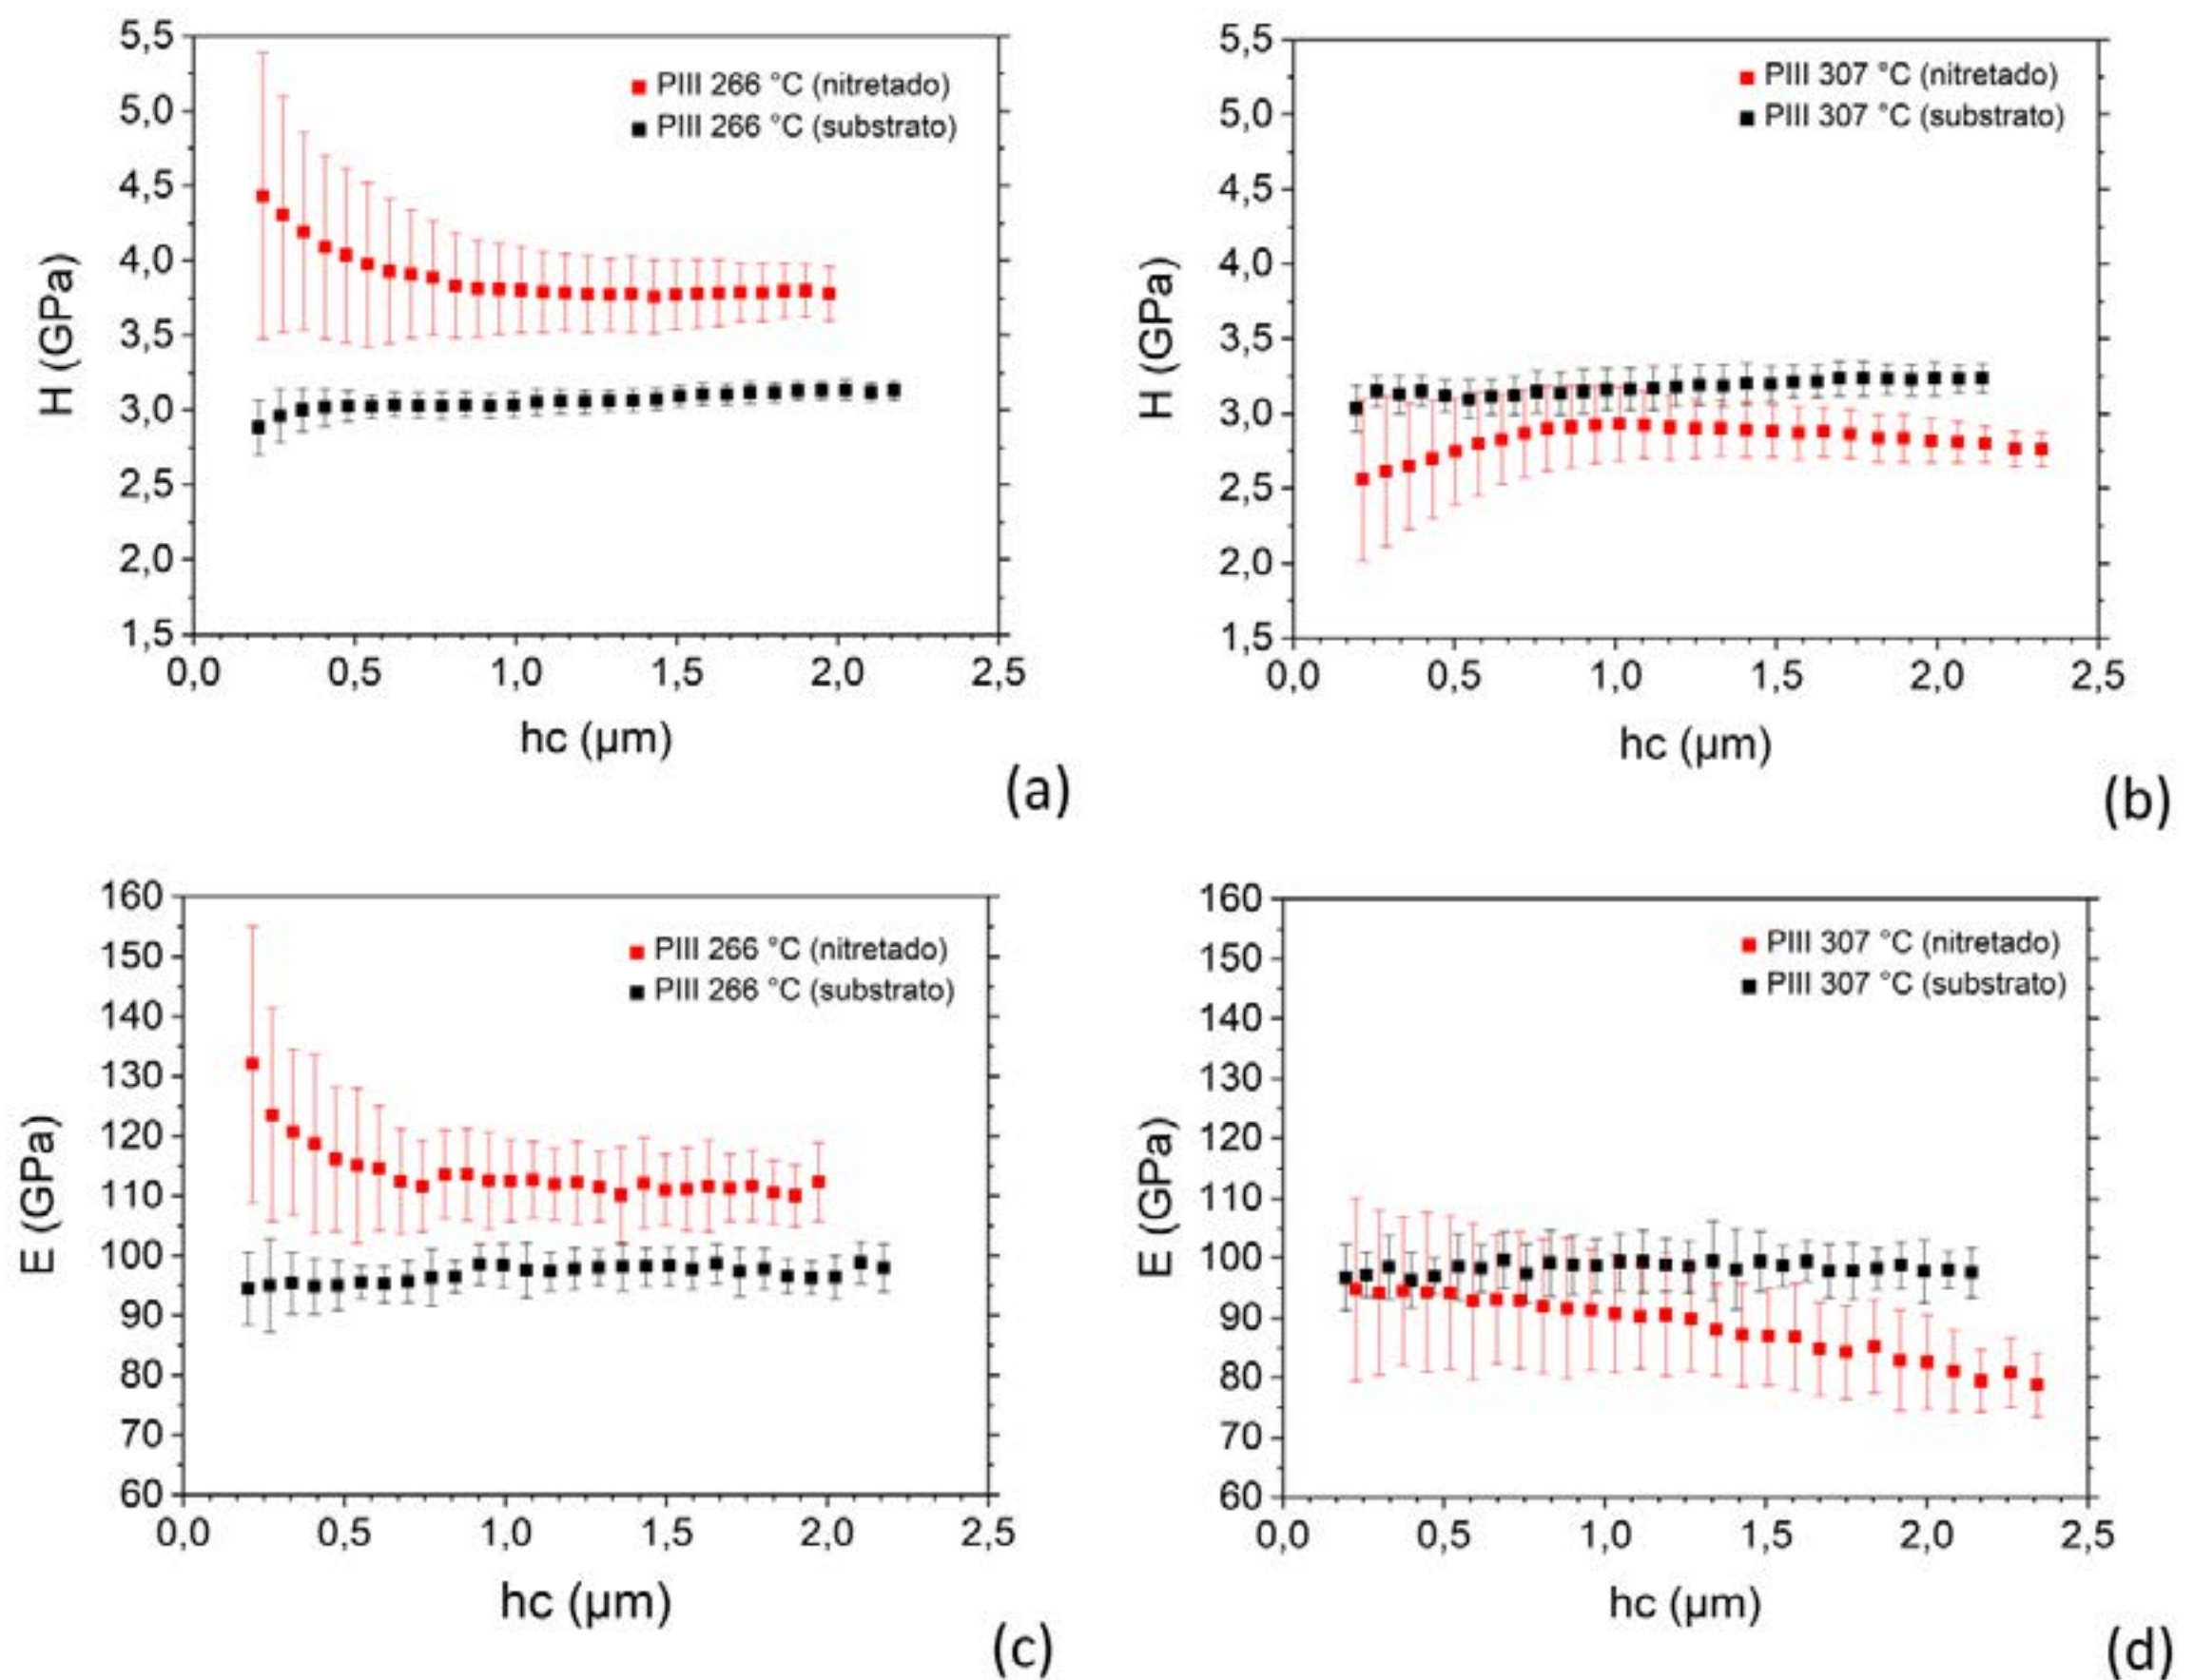 5,5
5,0
4,5
4,0
3,5
3,0
2,5
2,0
1,5
H (GPa)
PIII 266 °C (nitretado)
PIII 266 °C (substrato)
0,0 0,5 1,0 1,5 2,0 2,5
hc (µm)
(a)
5,5
5,0
4,5
4,0
3,5
3,0
2,5
2,0
1,5
H (GPa)
PIII 307 °C (nitretado)
PIII 307 °C (substrato)
0,0 0,5 1,0 1,5 2,0 2,5
hc (µm)
(b)
160
150
140
130
120
110
100
90
80
70
60
E (GPa)
PIII 266 °C (nitretado)
PIII 266 °C (substrato)
0,0 0,5 1,0 1,5 2,0 2,5
hc (µm)
(c)
160
150
140
130
120
110
100
90
80
70
60
E (GPa)
PIII 307 °C (nitretado)
PIII 307 °C (substrato)
0,0 0,5 1,0 1,5 2,0 2,5
hc (µm)
(d)